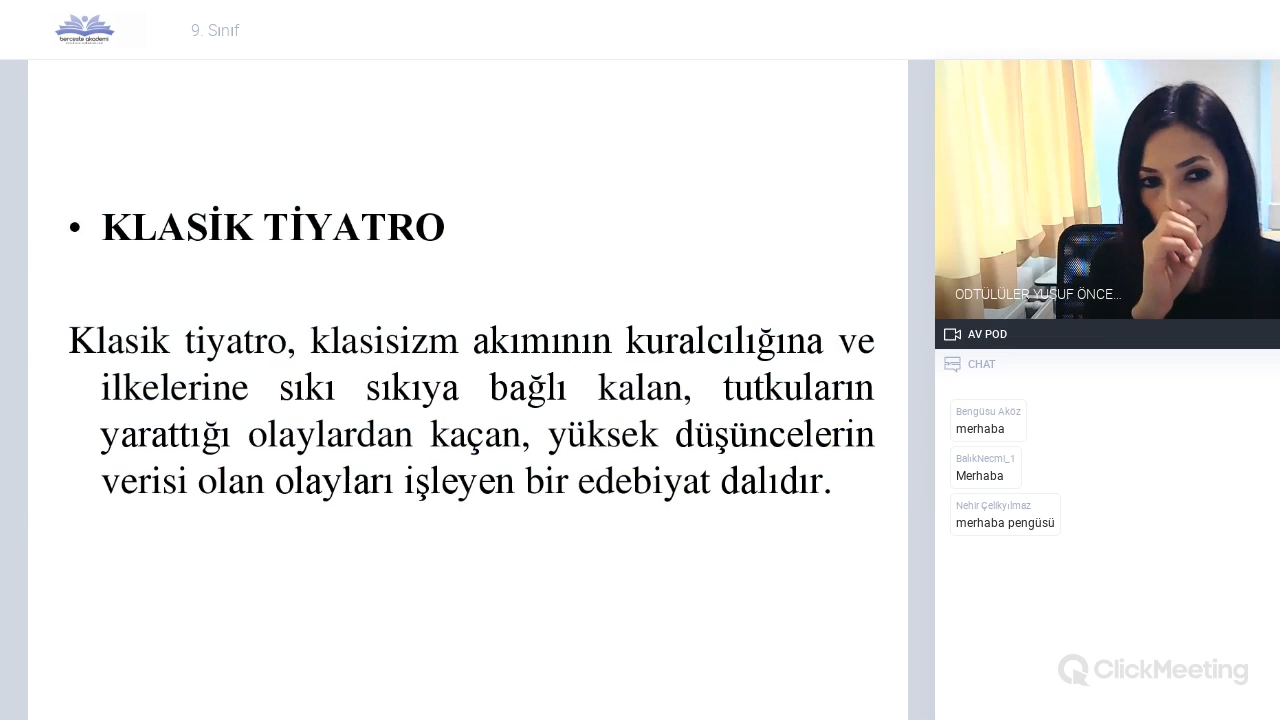 berceste akademi
9. Sınıf
• KLASİK TİYATRO
Klasik tiyatro, klasisizm akımının kuralcılığına ve
ilkelerine sıkı sıkıya bağlı kalan, tutkuların
yarattığı olaylardan kaçan, yüksek düşüncelerin
verisi olan olayları işleyen bir edebiyat dalıdır.
ODTÜLÜLER YUSUF ÖNCE...
AV POD
CHAT
Bengüsu Aköz
merhaba
BalıkNecmi_1
Merhaba
Nehir Çelikyılmaz
merhaba pengüsü
ClickMeeting